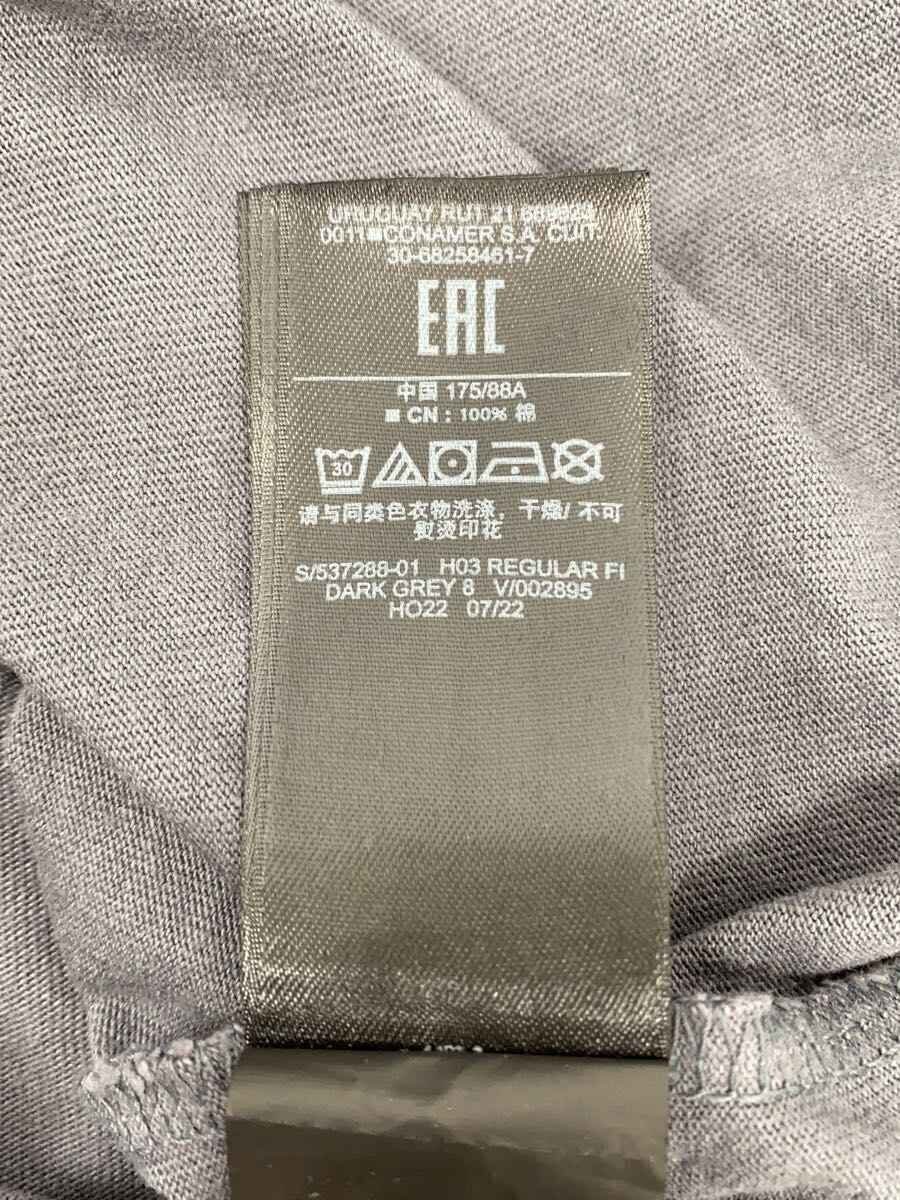 URUGUAY RUT 21
0011■CONAMER S.A. CUIT
30-68258461-7
EAC
中国 175/88A
■ CN : 100% 棉
30
请与同类色衣物洗涤, 干燥/ 不可
熨烫印花
S/537288-01 H03 REGULAR FI
DARK GREY 8 V/002895
HO22 07/22